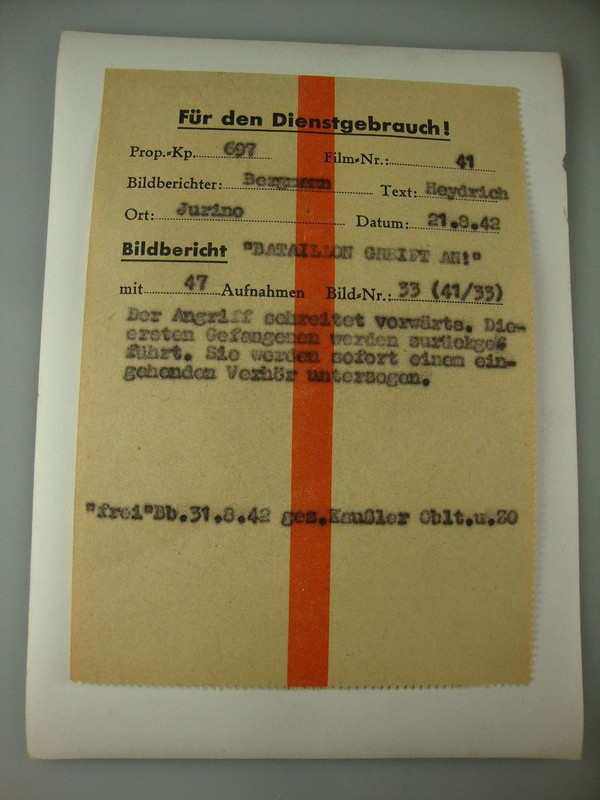 Für den Dienstgebrauch!
Prop.-Kp. 697 Film-Nr.: 41
Bildberichter: Bergmann Text: Heydrich
Ort: Jurino Datum: 21.8.42
Bildbericht "BATAILLON GREIFT AN!"
mit 47 Aufnahmen Bild-Nr.: 33 (41/33)
Der Angriff schreitet vorwärts. Die-
ersten Gefangenen werden zurückge=
führt. Sie werden sofort einem ein-
gehenden Verhör unterzogen.
"frei"Bb.31.8.42 gez.Kaußler Oblt.u.ZO